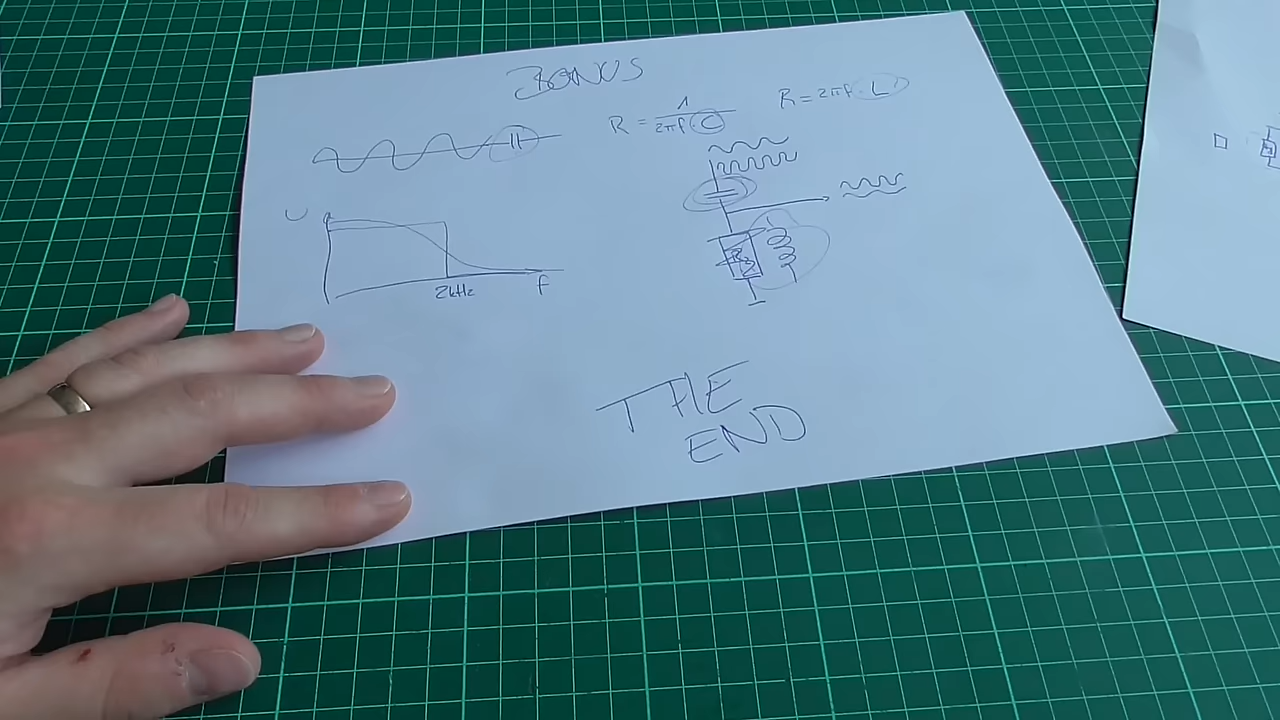 BONUS
R = 1 / 2πf C
R = 2πf · L
U
2kHz
f
THE
END